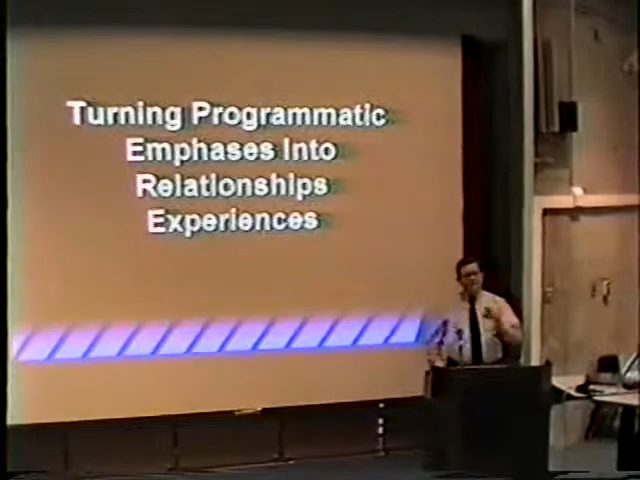 Turning Programmatic
Emphases Into
Relationships
Experiences